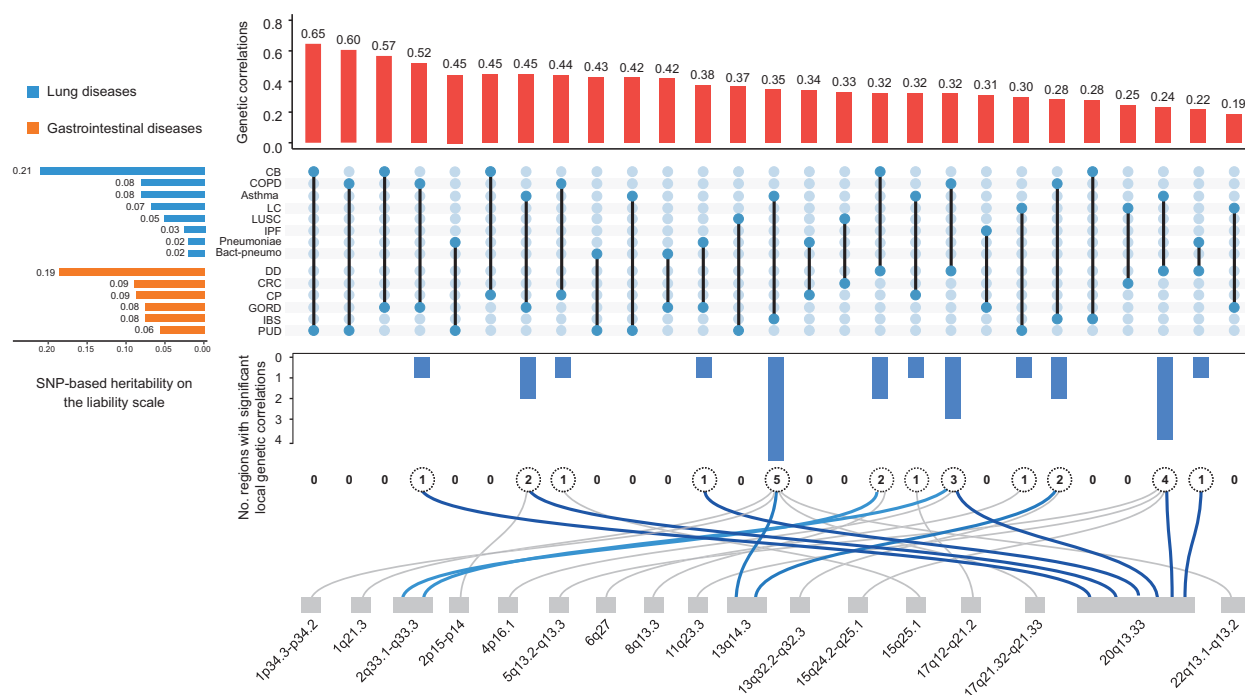 Lung diseases
Gastrointestinal diseases
Genetic correlations
0.8
0.6
0.4
0.2
0.0
0.65 0.60 0.57 0.52 0.45 0.45 0.45 0.44 0.43 0.42 0.42 0.38 0.37 0.35 0.34 0.33 0.32 0.32 0.32 0.31 0.30 0.28 0.28 0.25 0.24 0.22 0.19
0.21 CB
0.08 COPD
0.08 Asthma
0.07 LC
0.05 LUSC
0.03 IPF
0.02 Pneumoniae
0.02 Bact-pneumo
0.19 DD
0.09 CRC
0.09 CP
0.08 GORD
0.08 IBS
0.06 PUD
0.20 0.15 0.10 0.05 0.00
SNP-based heritability on
the liability scale
No. regions with significant
local genetic correlations
0
1
2
3
4
0 0 0 1 0 0 2 1 0 0 0 1 0 5 0 0 2 1 3 0 1 2 0 0 4 1 0
1p34.3-p34.2
1q21.3
2q33.1-q33.3
2p15-p14
4p16.1
5q13.2-q13.3
6q27
8q13.3
11q23.3
13q14.3
13q32.2-q32.3
15q24.2-q25.1
15q25.1
17q12-q21.2
17q21.32-q21.33
20q13.33
22q13.1-q13.2